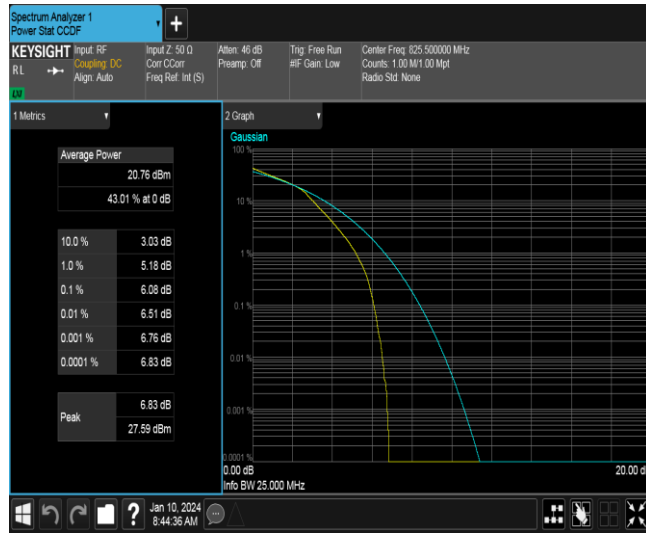 Spectrum Analyzer 1
Power Stat CCDF
+
KEYSIGHT
RL
LXI
Input: RF
Coupling: DC
Align: Auto
Input Z: 50 Ω
Corr CCorr
Freq Ref: Int (S)
Atten: 46 dB
Preamp: Off
Trig: Free Run
#IF Gain: Low
Center Freq: 825.500000 MHz
Counts: 1.00 M/1.00 Mpt
Radio Std: None
1 Metrics
Average Power
20.76 dBm
43.01 % at 0 dB
10.0 % 3.03 dB
1.0 % 5.18 dB
0.1 % 6.08 dB
0.01 % 6.51 dB
0.001 % 6.76 dB
0.0001 % 6.83 dB
Peak
6.83 dB
27.59 dBm
2 Graph
Gaussian
100 %
10 %
1 %
0.1 %
0.01 %
0.001 %
0.0001 %
0.00 dB
20.00 d
Info BW 25.000 MHz
?
Jan 10, 2024
8:44:36 AM